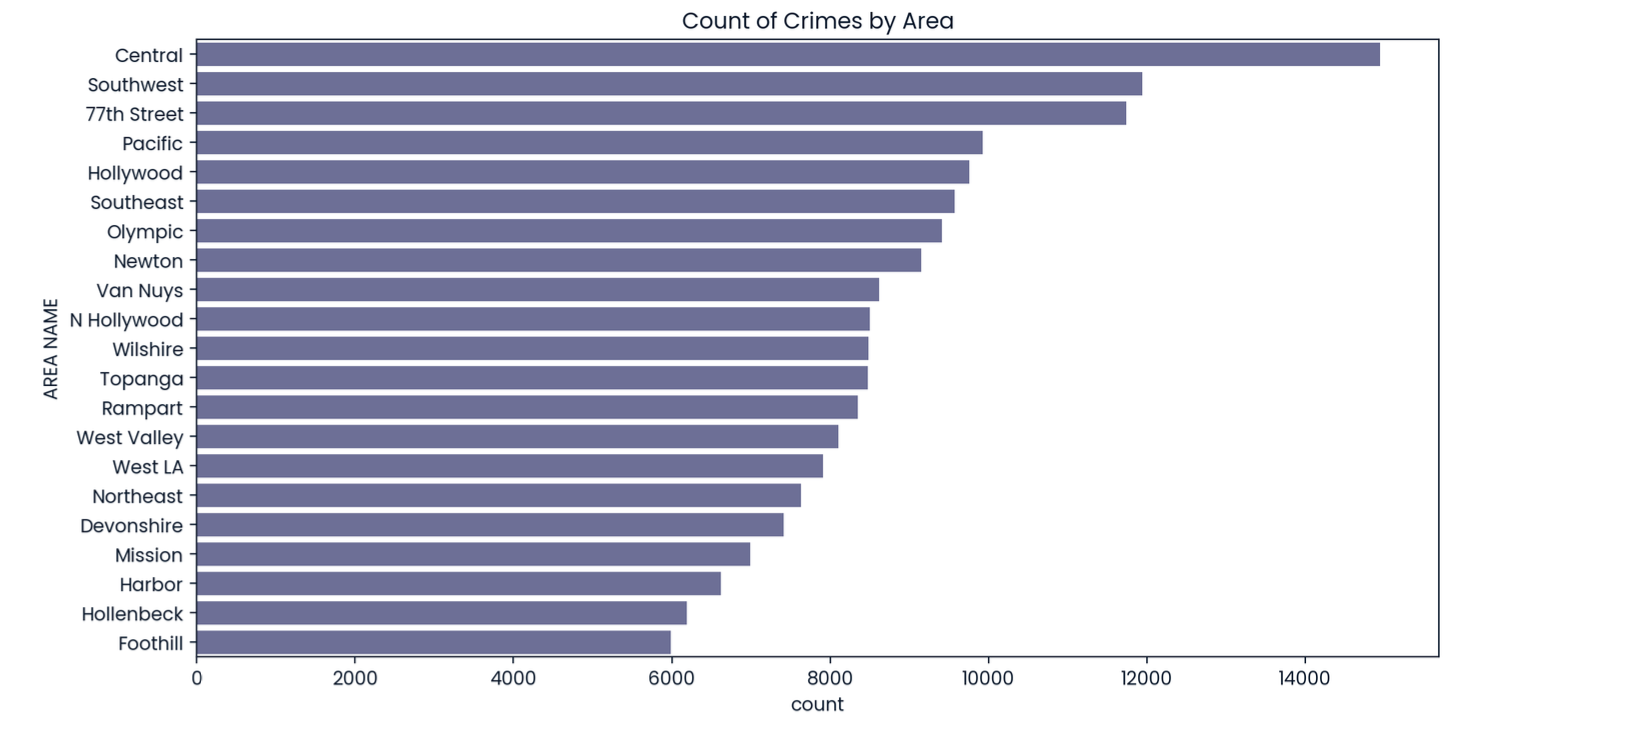 Count of Crimes by Area
Central
Southwest
77th Street
Pacific
Hollywood
Southeast
Olympic
Newton
Van Nuys
N Hollywood
Wilshire
Topanga
Rampart
West Valley
West LA
Northeast
Devonshire
Mission
Harbor
Hollenbeck
Foothill
AREA NAME
0 2000 4000 6000 8000 10000 12000 14000
count